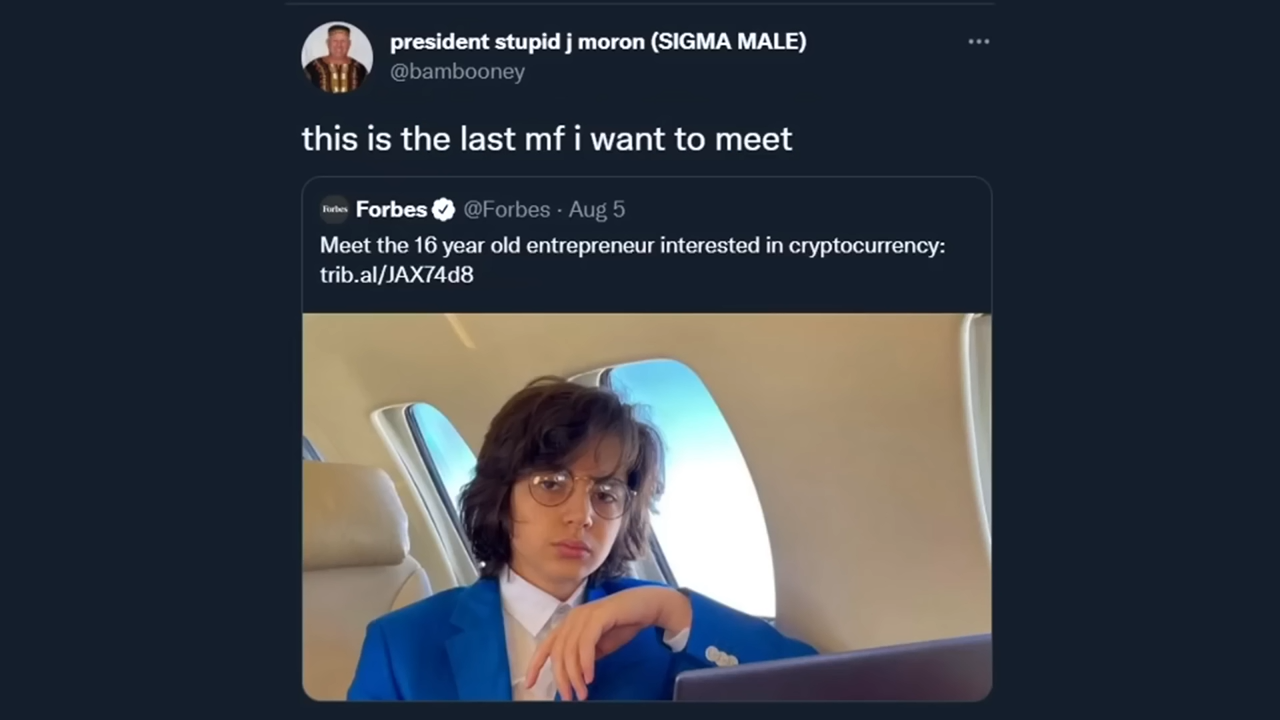 president stupid j moron (SIGMA MALE)
@bambooney
this is the last mf i want to meet
Forbes Forbes @Forbes · Aug 5
Meet the 16 year old entrepreneur interested in cryptocurrency:
trib.al/JAX74d8